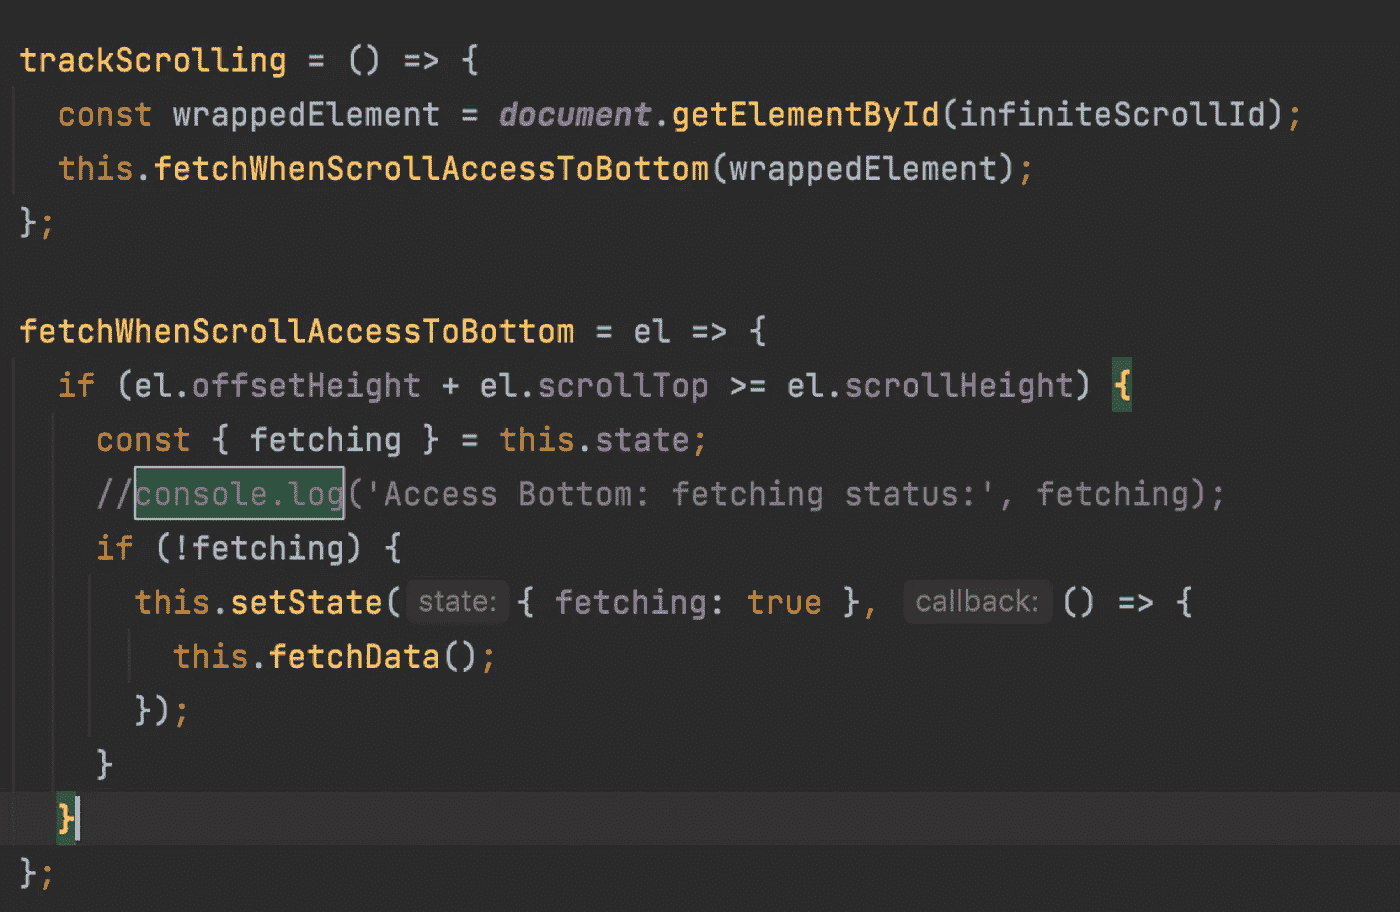 trackScrolling = () => {
  const wrappedElement = document.getElementById(infiniteScrollId);
  this.fetchWhenScrollAccessToBottom(wrappedElement);
};

fetchWhenScrollAccessToBottom = el => {
  if (el.offsetHeight + el.scrollTop >= el.scrollHeight) {
    const { fetching } = this.state;
    //console.log('Access Bottom: fetching status:', fetching);
    if (!fetching) {
      this.setState( state: { fetching: true }, callback: () => {
        this.fetchData();
      });
    }
  }
};